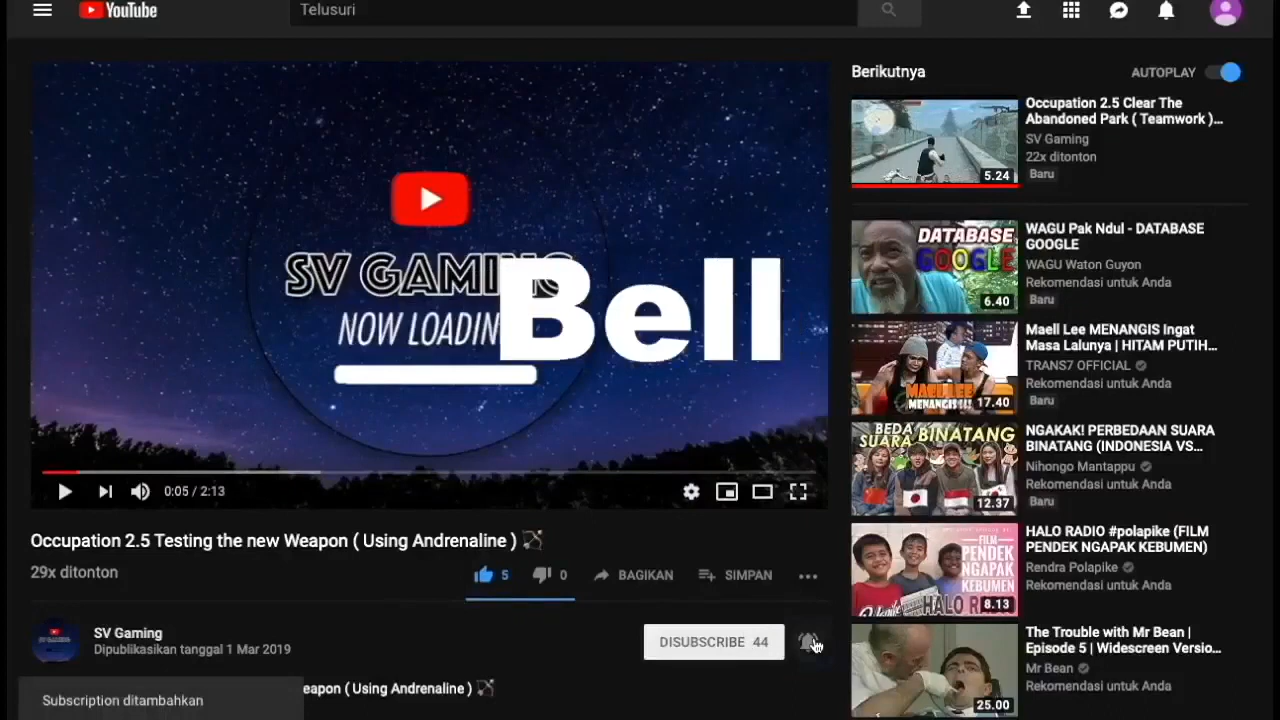 YouTube
Telusuri
SV GAMING
NOW LOADIN
Bell
0:05 / 2:13
Occupation 2.5 Testing the new Weapon ( Using Andrenaline ) 🏹
29x ditonton
5
0
BAGIKAN
SIMPAN
SV Gaming
Dipublikasikan tanggal 1 Mar 2019
DISUBSCRIBE 44
eapon ( Using Andrenaline ) 🏹
Subscription ditambahkan
Berikutnya
AUTOPLAY
Occupation 2.5 Clear The
Abandoned Park ( Teamwork )...
SV Gaming
22x ditonton
Baru
5.24
DATABASE
GOOGLE
6.40
WAGU Pak Ndul - DATABASE
GOOGLE
WAGU Waton Guyon
Rekomendasi untuk Anda
Baru
MAELL LEE
MENANGIS!!!
17.40
Maell Lee MENANGIS Ingat
Masa Lalunya | HITAM PUTIH...
TRANS7 OFFICIAL
Rekomendasi untuk Anda
Baru
BEDA
SUARA BINATANG
12.37
NGAKAK! PERBEDAAN SUARA
BINATANG (INDONESIA VS...
Nihongo Mantappu
Rekomendasi untuk Anda
Baru
FILM
PENDEK
NGAPAK
KEBUMEN
HALO RA
8.13
HALO RADIO #polapike (FILM
PENDEK NGAPAK KEBUMEN)
Rendra Polapike
Rekomendasi untuk Anda
25.00
The Trouble with Mr Bean |
Episode 5 | Widescreen Versio...
Mr Bean
Rekomendasi untuk Anda